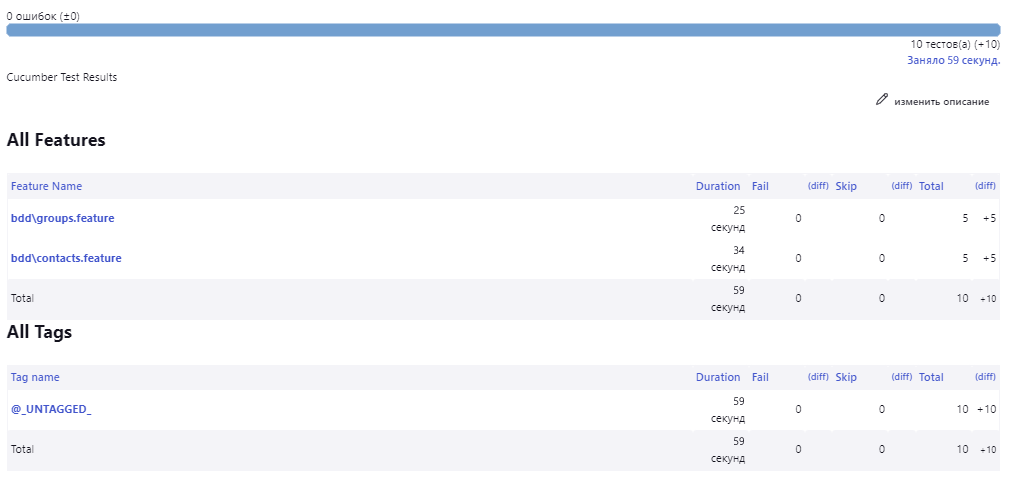 0 ошибок (±0)
10 тестов(а) (+10)
Заняло 59 секунд.
Cucumber Test Results
изменить описание
All Features
Feature Name Duration Fail (diff) Skip (diff) Total (diff)
bdd\groups.feature 25 секунд 0 0 5 +5
bdd\contacts.feature 34 секунд 0 0 5 +5
Total 59 секунд 0 0 10 +10
All Tags
Tag name Duration Fail (diff) Skip (diff) Total (diff)
@_UNTAGGED_ 59 секунд 0 0 10 +10
Total 59 секунд 0 0 10 +10